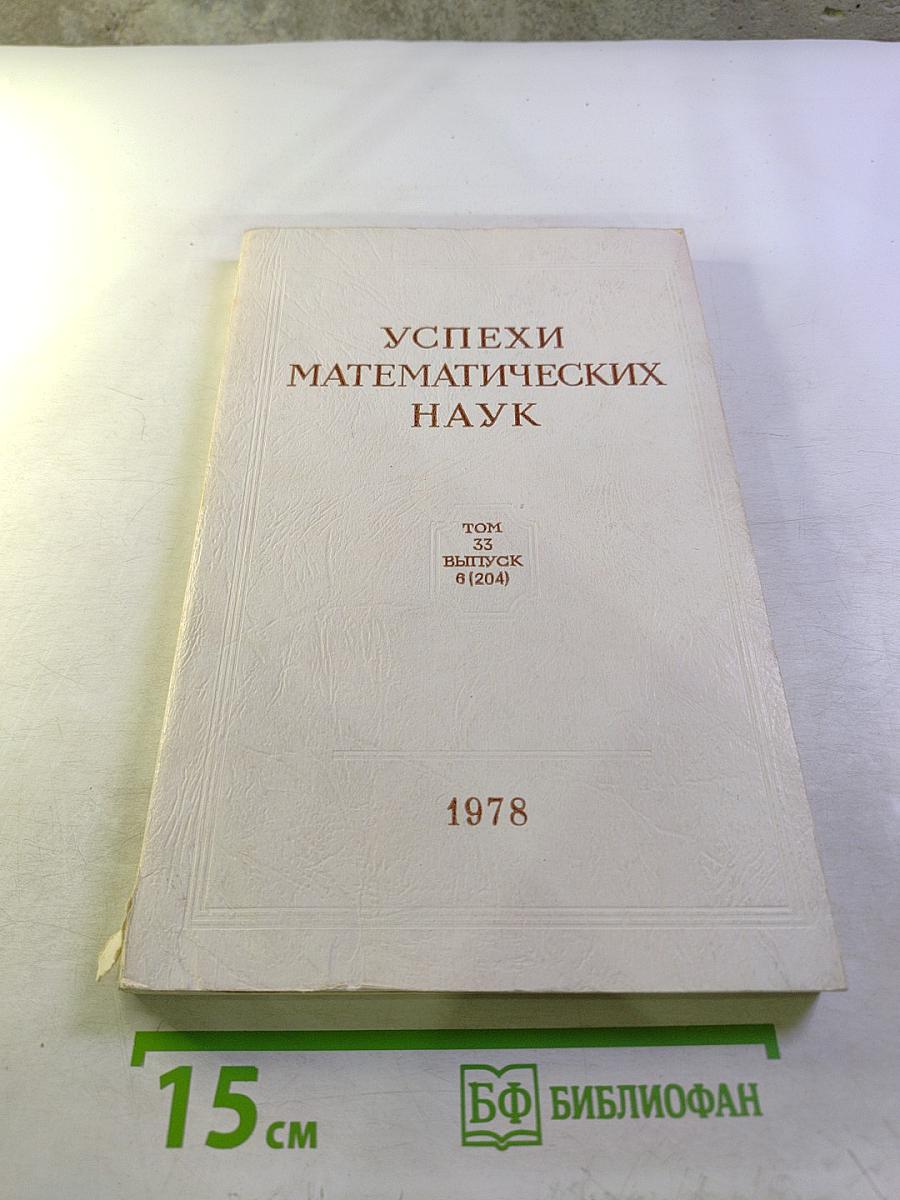 УСПЕХИ
МАТЕМАТИЧЕСКИХ
НАУК
ТОМ
33
ВЫПУСК
6 (204)
1978
15 см
БФ БИБЛИОФАН